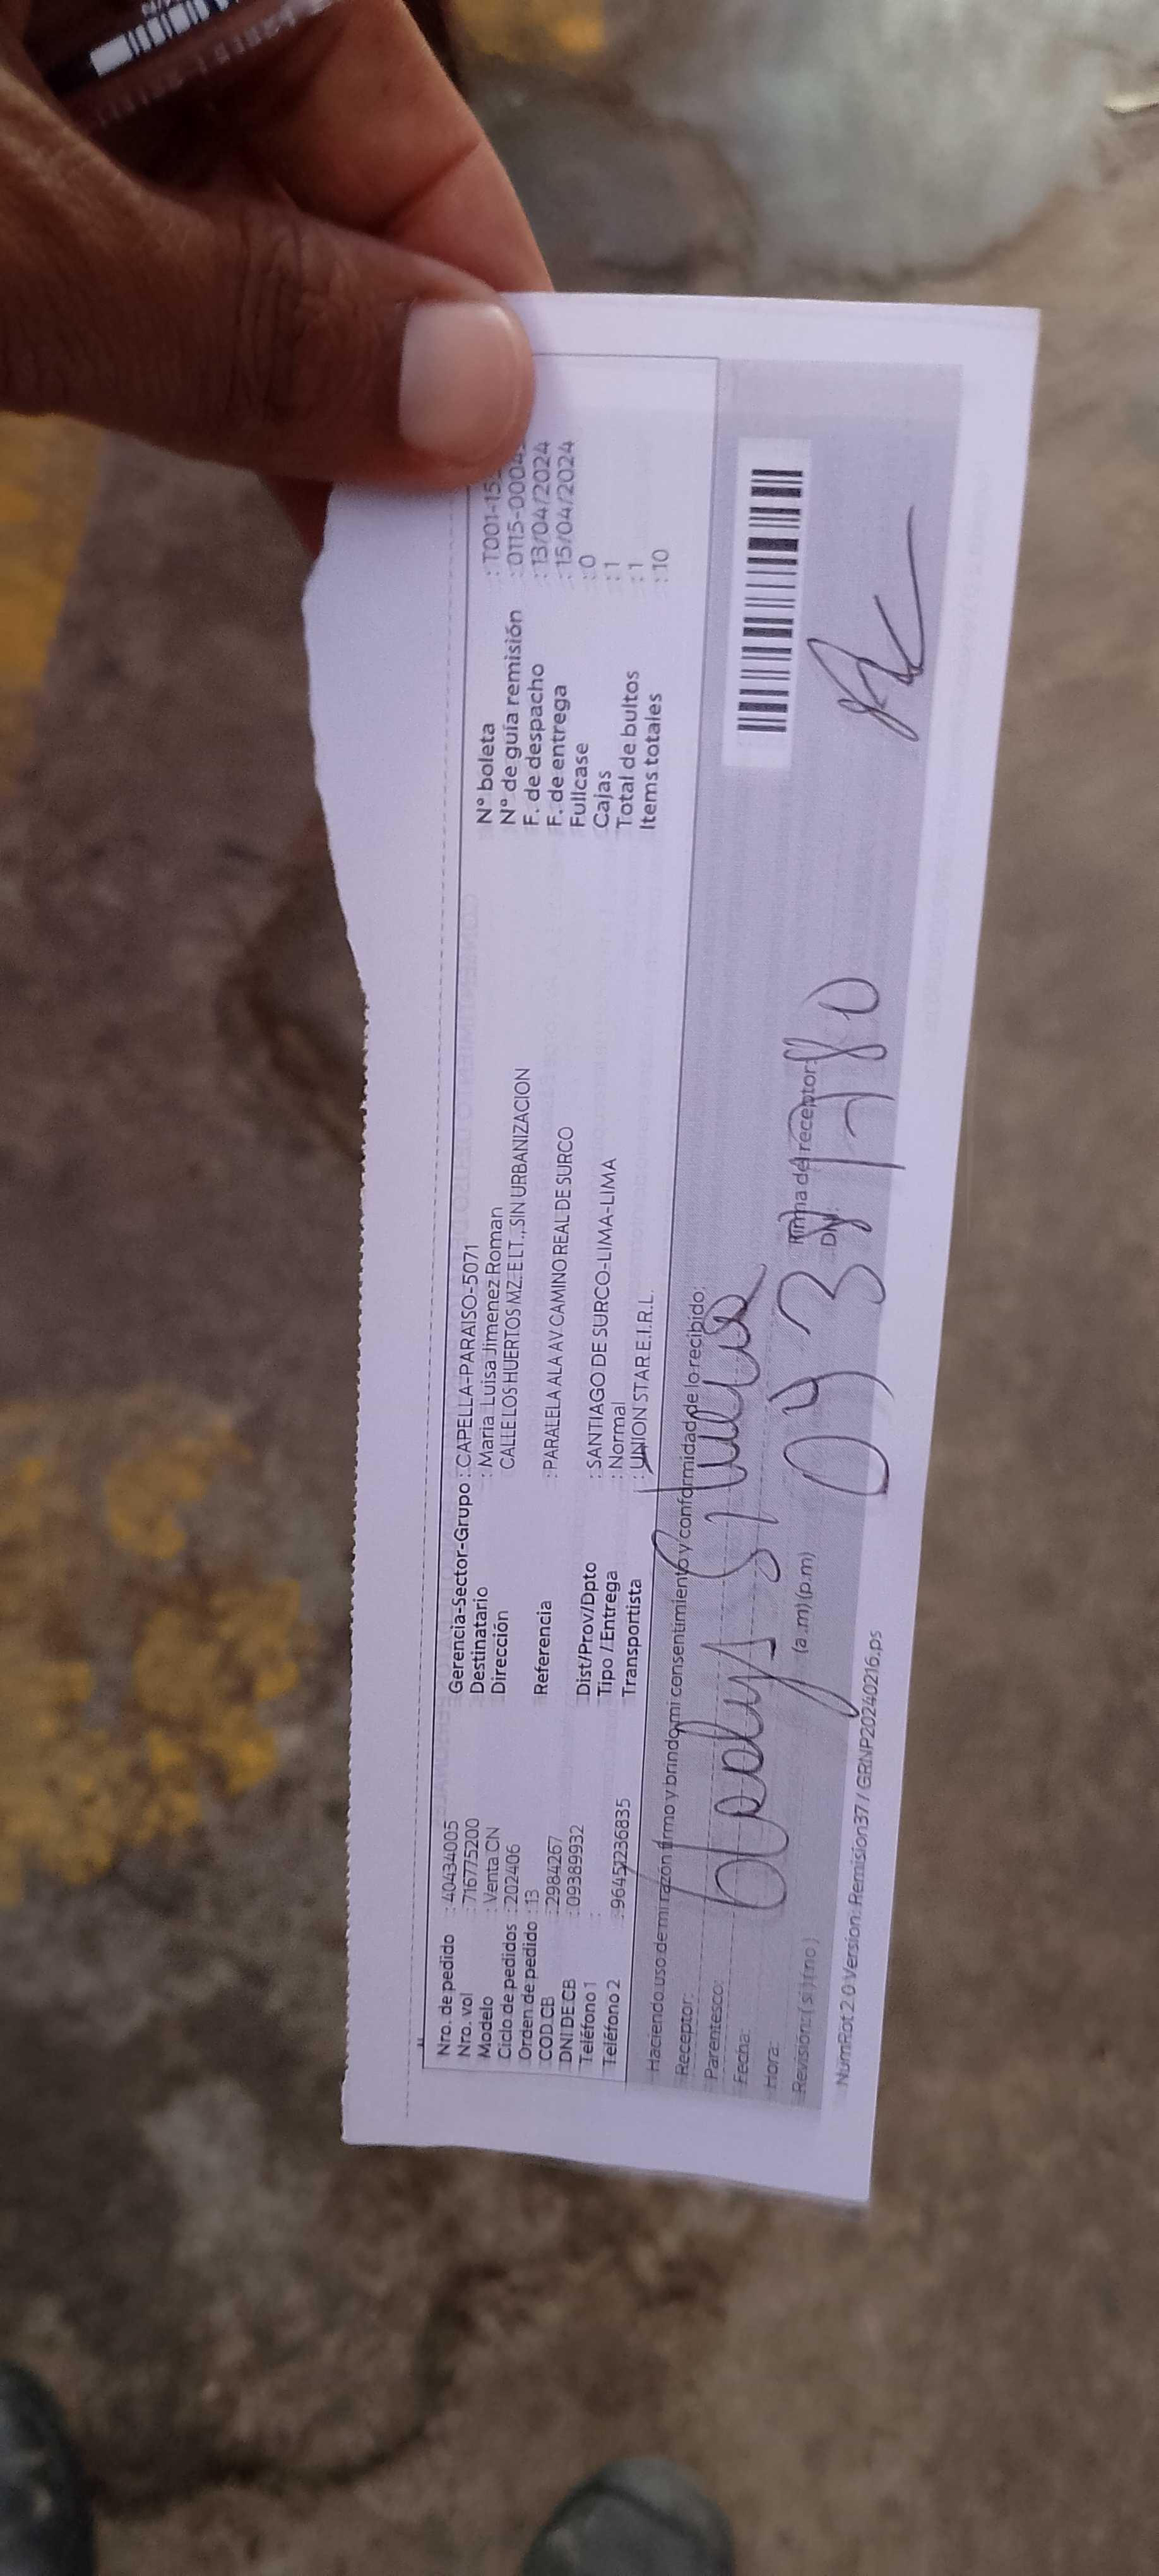 Nro. de pedido : 40434005
Nro. vol : 716775200
Modelo : Venta CN
Ciclo de pedidos : 202406
Orden de pedido : 13
COD CB : 2984267
DNI DE CB : 09389932
Teléfono 1 :
Teléfono 2
Gerencia-Sector-Grupo : CAPELLA-PARAISO-5071
Destinatario : Maria Luisa Jimenez Roman
Dirección CALLE LOS HUERTOS MZ. E LT. , SIN URBANIZACION
Referencia : PARALELA ALA AV CAMINO REAL DE SURCO
Dist/Prov/Dpto : SANTIAGO DE SURCO-LIMA-LIMA
Tipo / Entrega : Normal
Transportista : UNION STAR E.I.R.L.
N° boleta : T001-15
N° de guía remisión : 0115-0004
F. de despacho : 13/04/2024
F. de entrega : 15/04/2024
Fullcase : 0
Cajas : 1
Total de bultos : 1
Items totales : 10
Haciendo uso de mi razón firmo y brindo mi consentimiento y conformidad de lo recibido:
Receptor:
Parentesco:
Fecha:
Hora: (a.m) (p.m)
Revisión: ( si ) ( no )
Firma del receptor:
DNI:
NumRot2.0 Version: Remision37 / GRNP20240216.ps